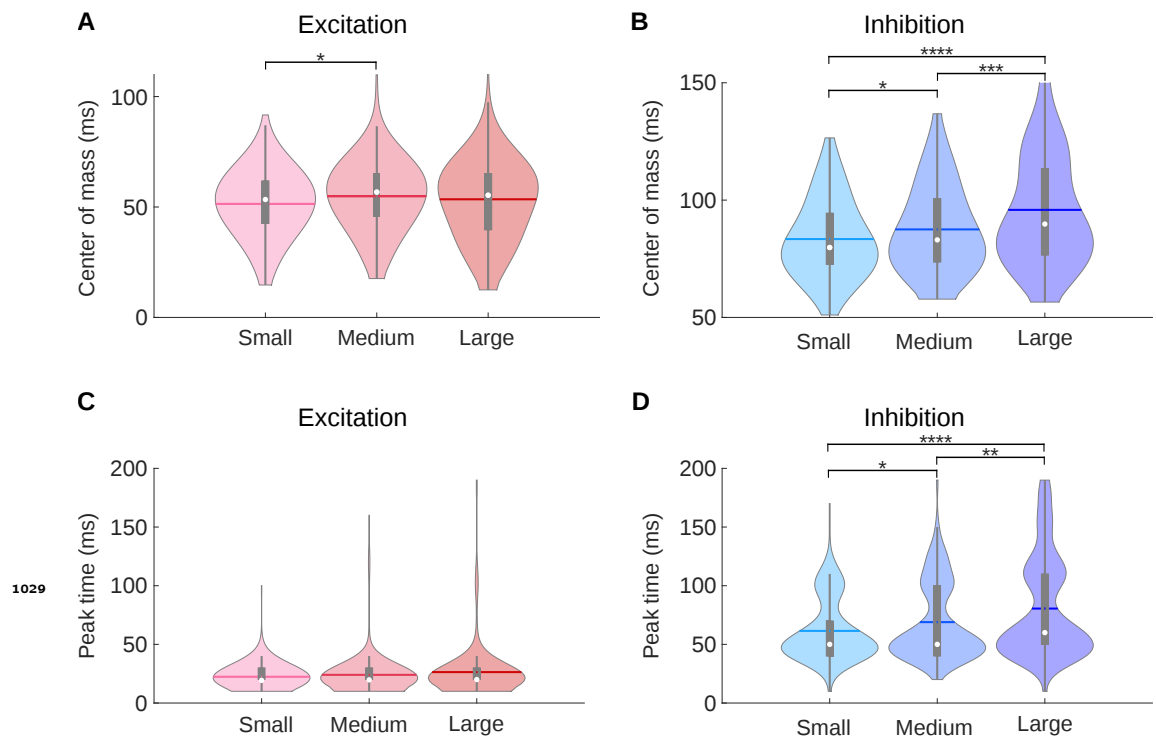 A
Excitation
*
100
50
0
Center of mass (ms)
Small
Medium
Large
B
Inhibition
****
***
*
150
100
50
Center of mass (ms)
Small
Medium
Large
C
Excitation
200
150
100
50
0
Peak time (ms)
Small
Medium
Large
D
Inhibition
****
**
*
200
150
100
50
0
Peak time (ms)
Small
Medium
Large
1029